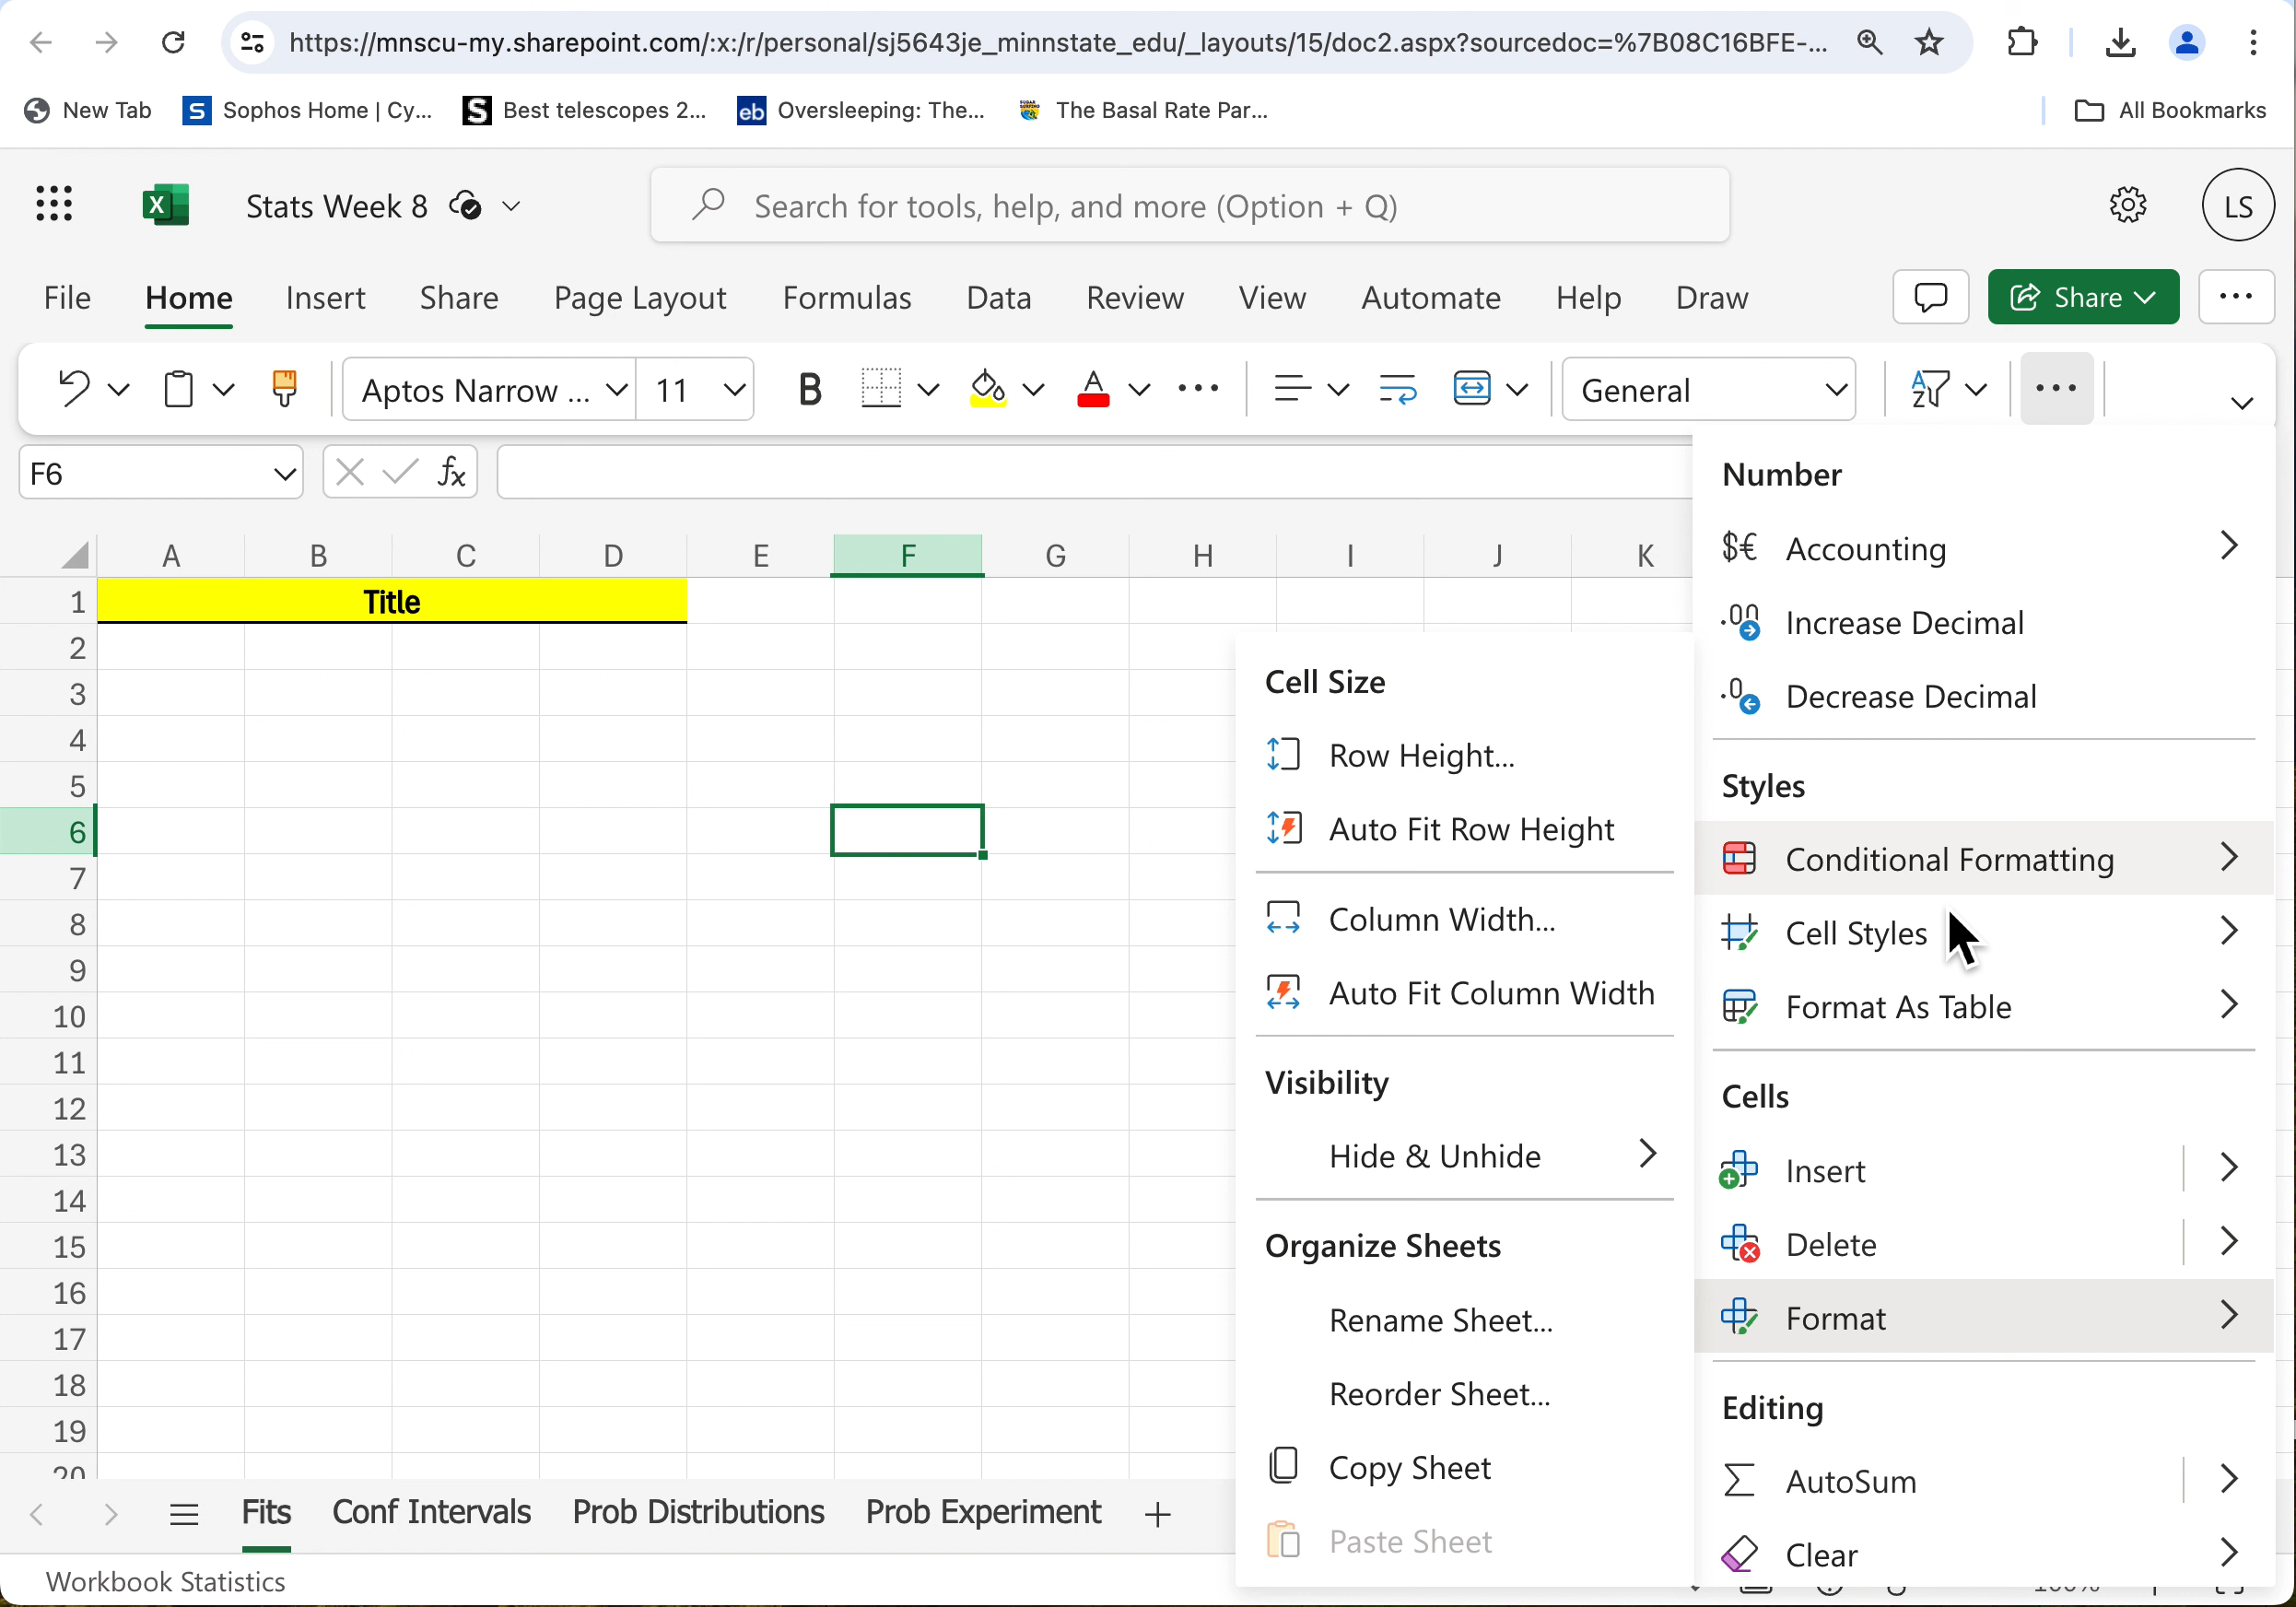 https://mnscu-my.sharepoint.com/:x:/r/personal/sj5643je_minnstate_edu/_layouts/15/doc2.aspx?sourcedoc=%7B08C16BFE-...
New Tab
S Sophos Home | Cy...
S Best telescopes 2...
eb Oversleeping: The...
The Basal Rate Par...
All Bookmarks
X Stats Week 8
Search for tools, help, and more (Option + Q)
LS
File Home Insert Share Page Layout Formulas Data Review View Automate Help Draw
Share
Aptos Narrow ... 11 B A General
F6 fx
A B C D E F G H I J K
1 Title
2
3
4
5
6
7
8
9
10
11
12
13
14
15
16
17
18
19
20
Cell Size
Row Height...
Auto Fit Row Height
Column Width...
Auto Fit Column Width
Visibility
Hide & Unhide
Organize Sheets
Rename Sheet...
Reorder Sheet...
Copy Sheet
Paste Sheet
Number
$€ Accounting
.00 Increase Decimal
.0 Decrease Decimal
Styles
Conditional Formatting
Cell Styles
Format As Table
Cells
Insert
Delete
Format
Editing
AutoSum
Clear
Fits Conf Intervals Prob Distributions Prob Experiment
Workbook Statistics
100%